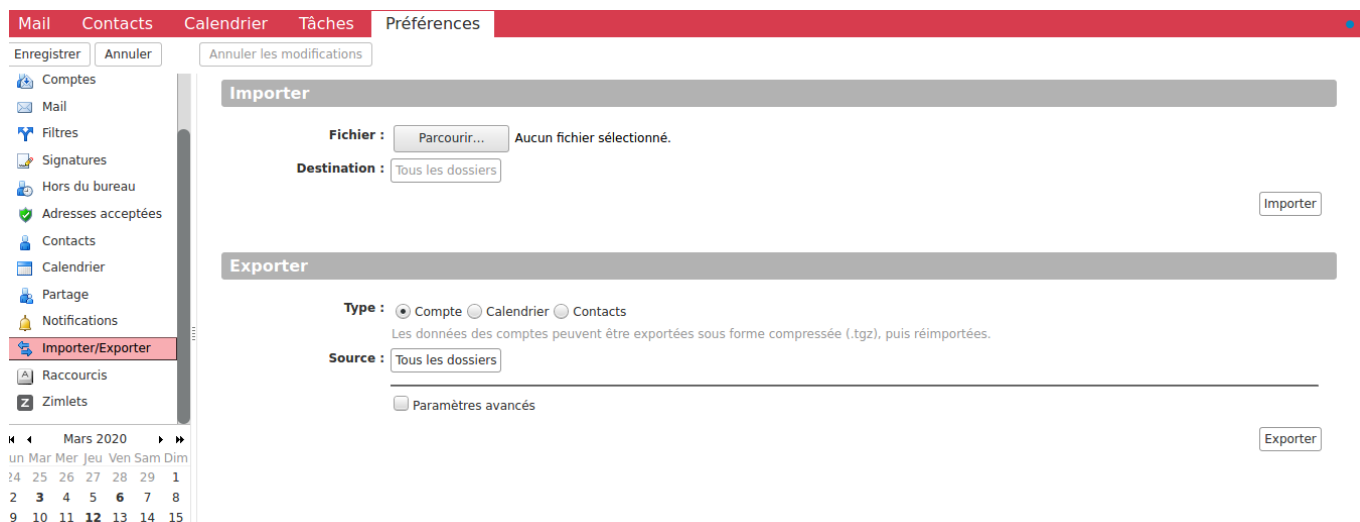 Mail Contacts Calendrier Tâches Préférences
Enregistrer Annuler Annuler les modifications
Comptes
Mail
Filtres
Signatures
Hors du bureau
Adresses acceptées
Contacts
Calendrier
Partage
Notifications
Importer/Exporter
Raccourcis
Zimlets
Mars 2020
un Mar Mer Jeu Ven Sam Dim
24 25 26 27 28 29 1
2 3 4 5 6 7 8
9 10 11 12 13 14 15
Importer
Fichier : Parcourir... Aucun fichier sélectionné.
Destination : Tous les dossiers
Importer
Exporter
Type : Compte Calendrier Contacts
Les données des comptes peuvent être exportées sous forme compressée (.tgz), puis réimportées.
Source : Tous les dossiers
Paramètres avancés
Exporter